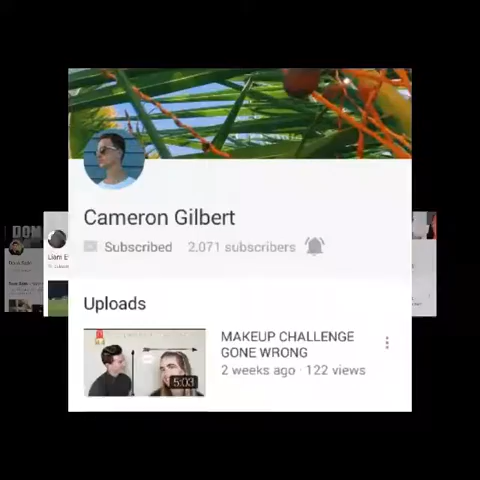 Cameron Gilbert
Subscribed 2,071 subscribers
Uploads
MAKEUP CHALLENGE
GONE WRONG
2 weeks ago · 122 views
5:03